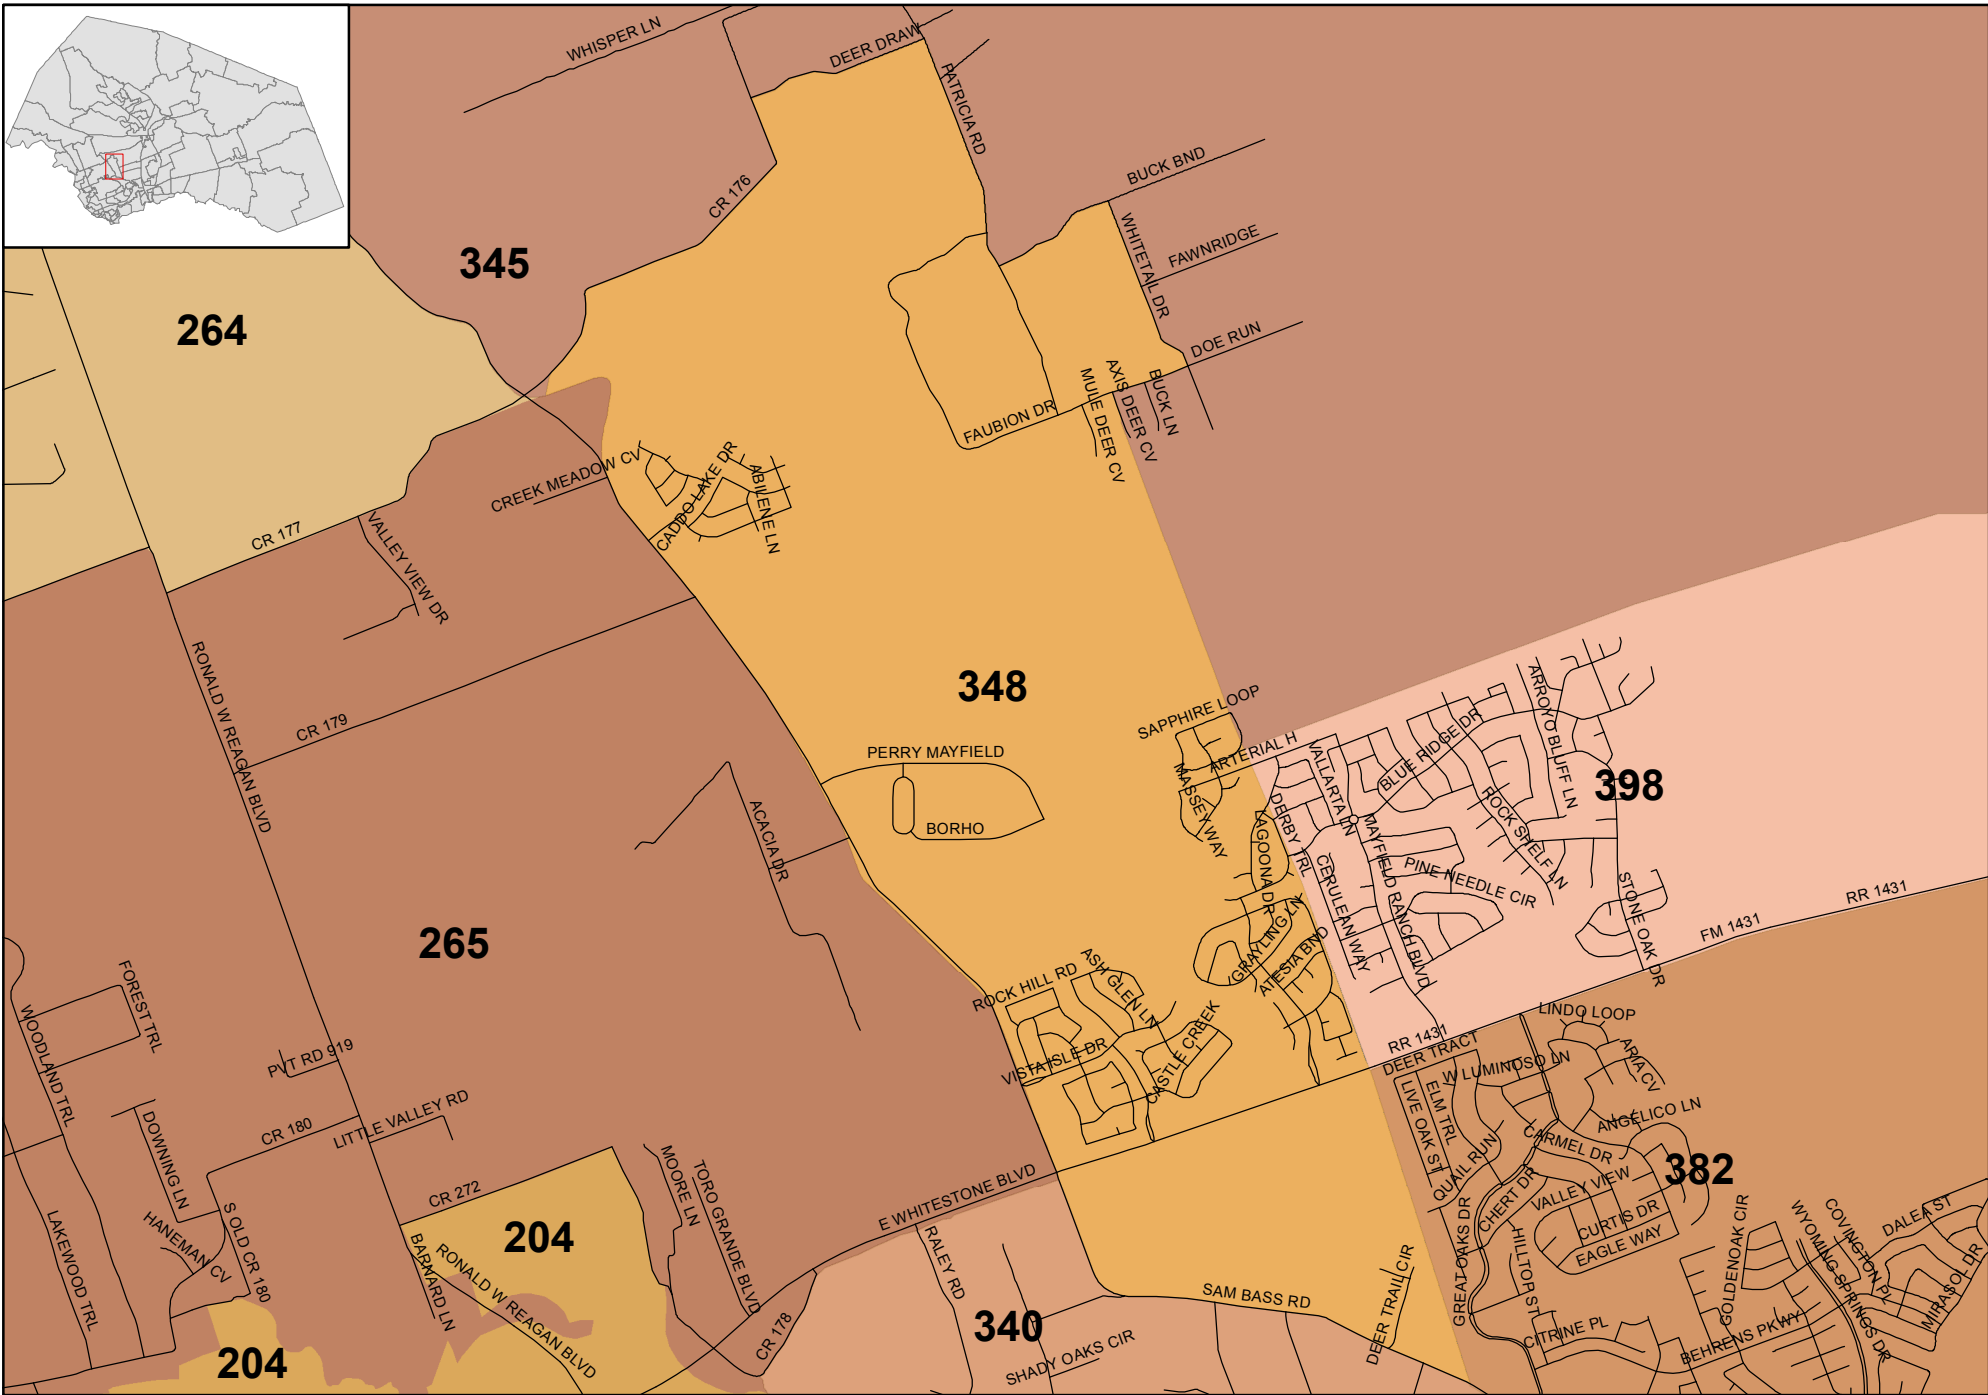 WHISPER LN
DEER DRAW
PATRICIA RD
BUCK BND
CR 176
WHITETAIL DR
FAWNRIDGE
345
264
DOE RUN
MULE DEER CV
AXIS DEER CV
BUCK LN
FAUBION DR
CREEK MEADOW CV
CADDO LAKE DR
ABILENE LN
CR 177
VALLEY VIEW DR
RONALD W REAGAN BLVD
CR 179
348
SAPPHIRE LOOP
ARTERIAL H
VALLARTA LN
BLUE RIDGE DR
ARROYO BLUFF LN
PERRY MAYFIELD
398
MASSEY WAY
ROCK SHELF LN
BORHO
ACACIA DR
LAGOONA DR
DERBY TRL
CERULEAN WAY
MAYFIELD RANCH BLVD
PINE NEEDLE CIR
STONE OAK DR
RR 1431
FM 1431
265
GRAYLING LN
ATESIA BND
ROCK HILL RD
ASH GLEN LN
FOREST TRL
WOODLAND TRL
LINDO LOOP
RR 1431
DEER TRACT
PVT RD 919
VISTA ISLE DR
CASTLE CREEK
W LUMINOSO LN
ARIA CV
ELM TRL
LIVE OAK ST
LITTLE VALLEY RD
CR 180
DOWNING LN
ANGELICO LN
CARMEL DR
382
QUAIL RUN
MOORE LN
TORO GRANDE BLVD
CR 272
E WHITESTONE BLVD
VALLEY VIEW
CHERT DR
CURTIS DR
EAGLE WAY
204
HANEMAN CV
S OLD CR 180
LAKEWOOD TRL
BARNARD LN
RONALD W REAGAN BLVD
RALEY RD
HILLTOP ST
GREAT OAKS DR
GOLDENOAK CIR
WYOMING SPRINGS DR
COVINGTON PL
DALEA ST
MIRASOL DR
SAM BASS RD
DEER TRAIL CIR
340
CR 178
CITRINE PL
BEHRENS PKWY
SHADY OAKS CIR
204